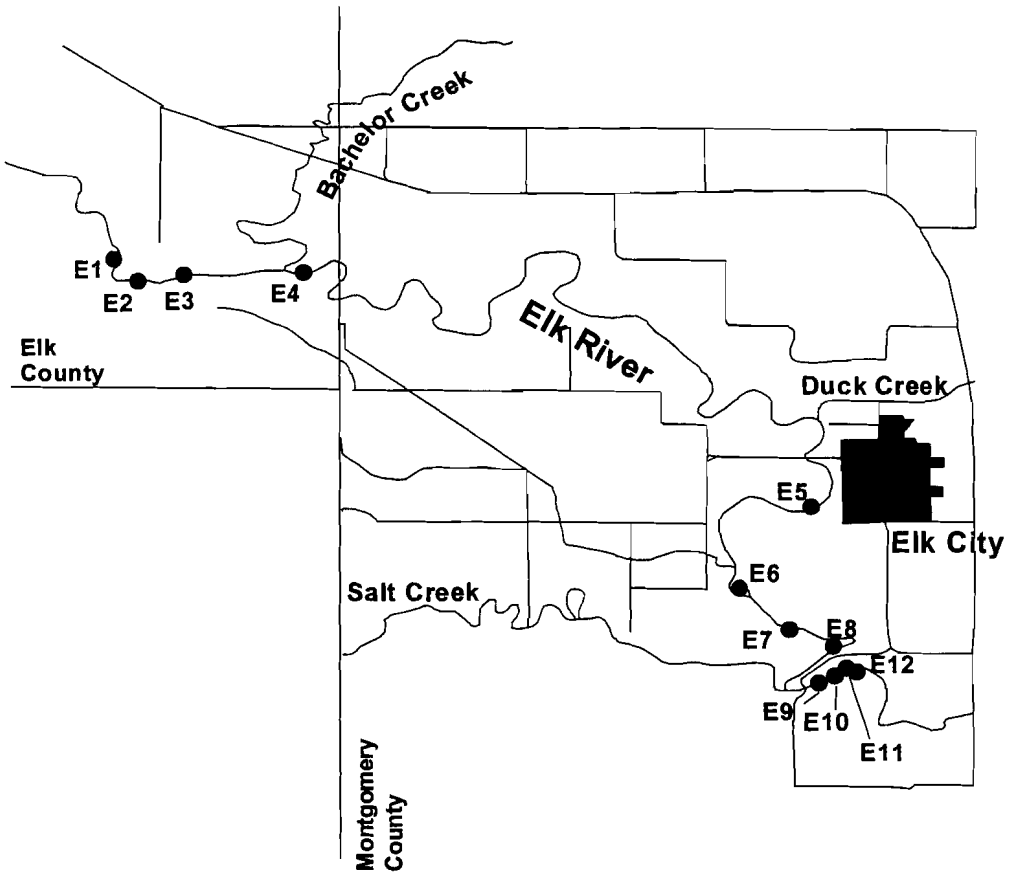 Bachelor Creek
E1
E2
E3
E4
Elk River
Elk
County
Duck Creek
E5
Elk City
E6
Salt Creek
E7
E8
E12
E9
E10
E11
Montgomery
County